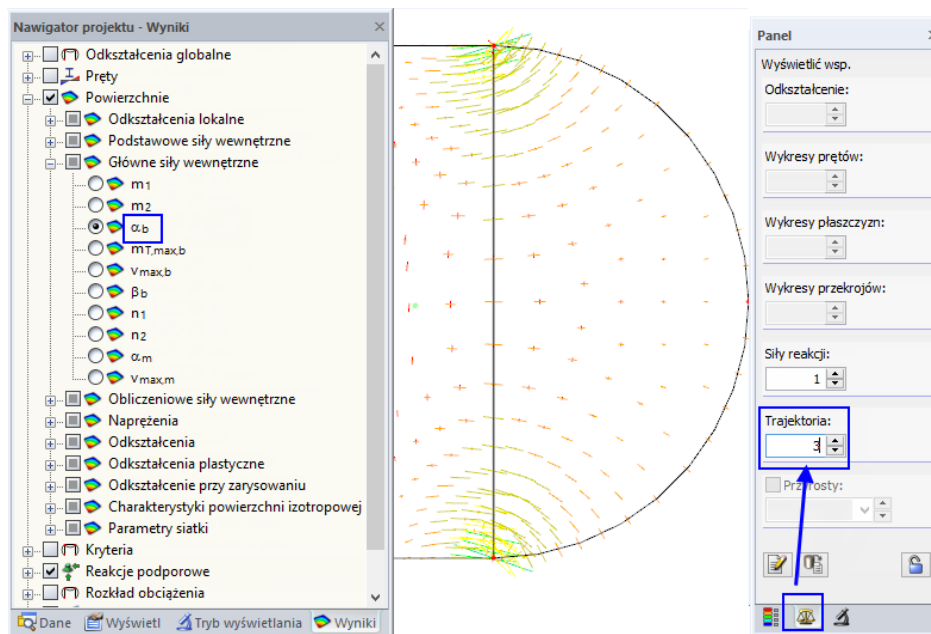 Nawigator projektu - Wyniki
Odkształcenia globalne
Pręty
Powierzchnie
Odkształcenia lokalne
Podstawowe siły wewnętrzne
Główne siły wewnętrzne
m1
m2
αb
mT,max,b
vmax,b
βb
n1
n2
αm
vmax,m
Obliczeniowe siły wewnętrzne
Naprężenia
Odkształcenia
Odkształcenia plastyczne
Odkształcenie przy zarysowaniu
Charakterystyki powierzchni izotropowej
Parametry siatki
Kryteria
Reakcje podporowe
Rozkład obciążenia
Dane Wyświetl Tryb wyświetlania Wyniki
Panel
Wyświetlić wsp.
Odkształcenie:
Wykresy prętów:
Wykresy płaszczyzn:
Wykresy przekrojów:
Siły reakcji:
1
Trajektoria:
3
Przyrosty: